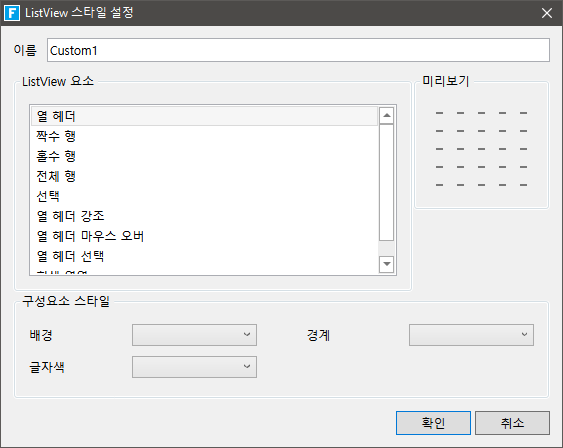 F ListView 스타일 설정
이름 Custom1
ListView 요소
미리보기
열 헤더
짝수 행
홀수 행
전체 행
선택
열 헤더 강조
열 헤더 마우스 오버
열 헤더 선택
구성요소 스타일
배경 경계
글자색
확인 취소